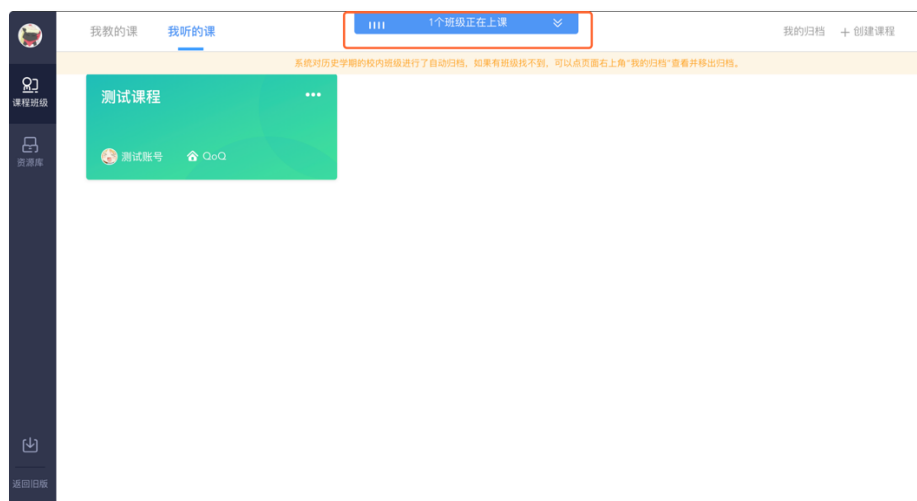 我教的课
我听的课
1个班级正在上课
我的归档
+ 创建课程
系统对历史学期的校内班级进行了自动归档，如果有班级找不到，可以点页面右上角"我的归档"查看并移出归档。
课程班级
资源库
测试课程
测试账号
QoQ
返回旧版